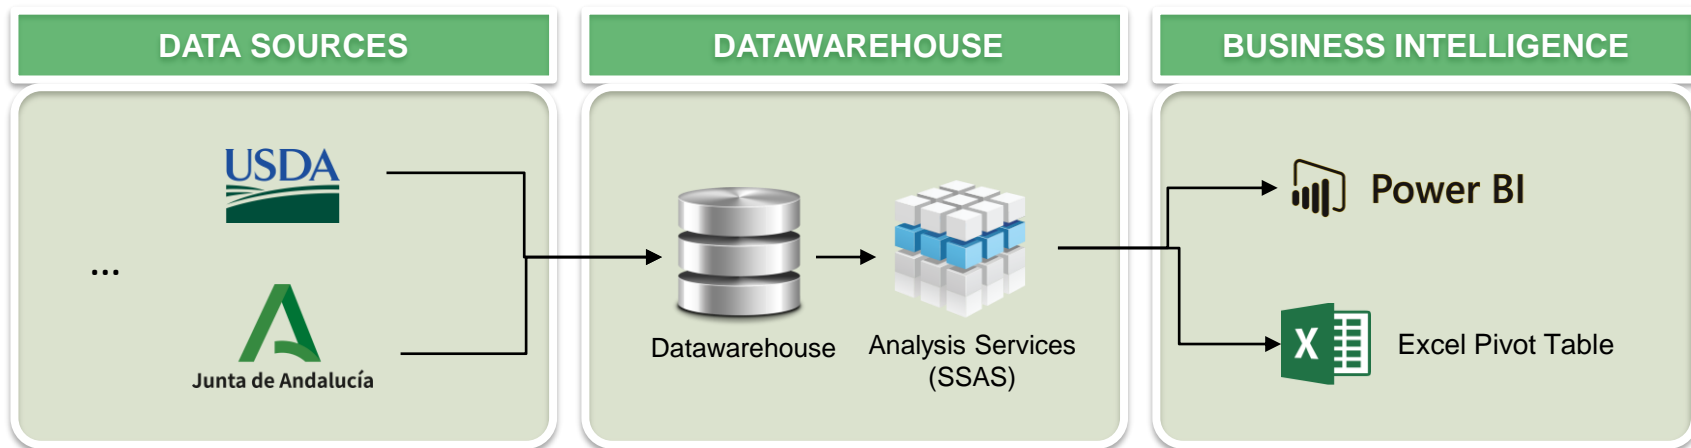 DATA SOURCES
DATAWAREHOUSE
BUSINESS INTELLIGENCE
USDA
...
Junta de Andalucía
Datawarehouse
Analysis Services
(SSAS)
Power BI
X
Excel Pivot Table